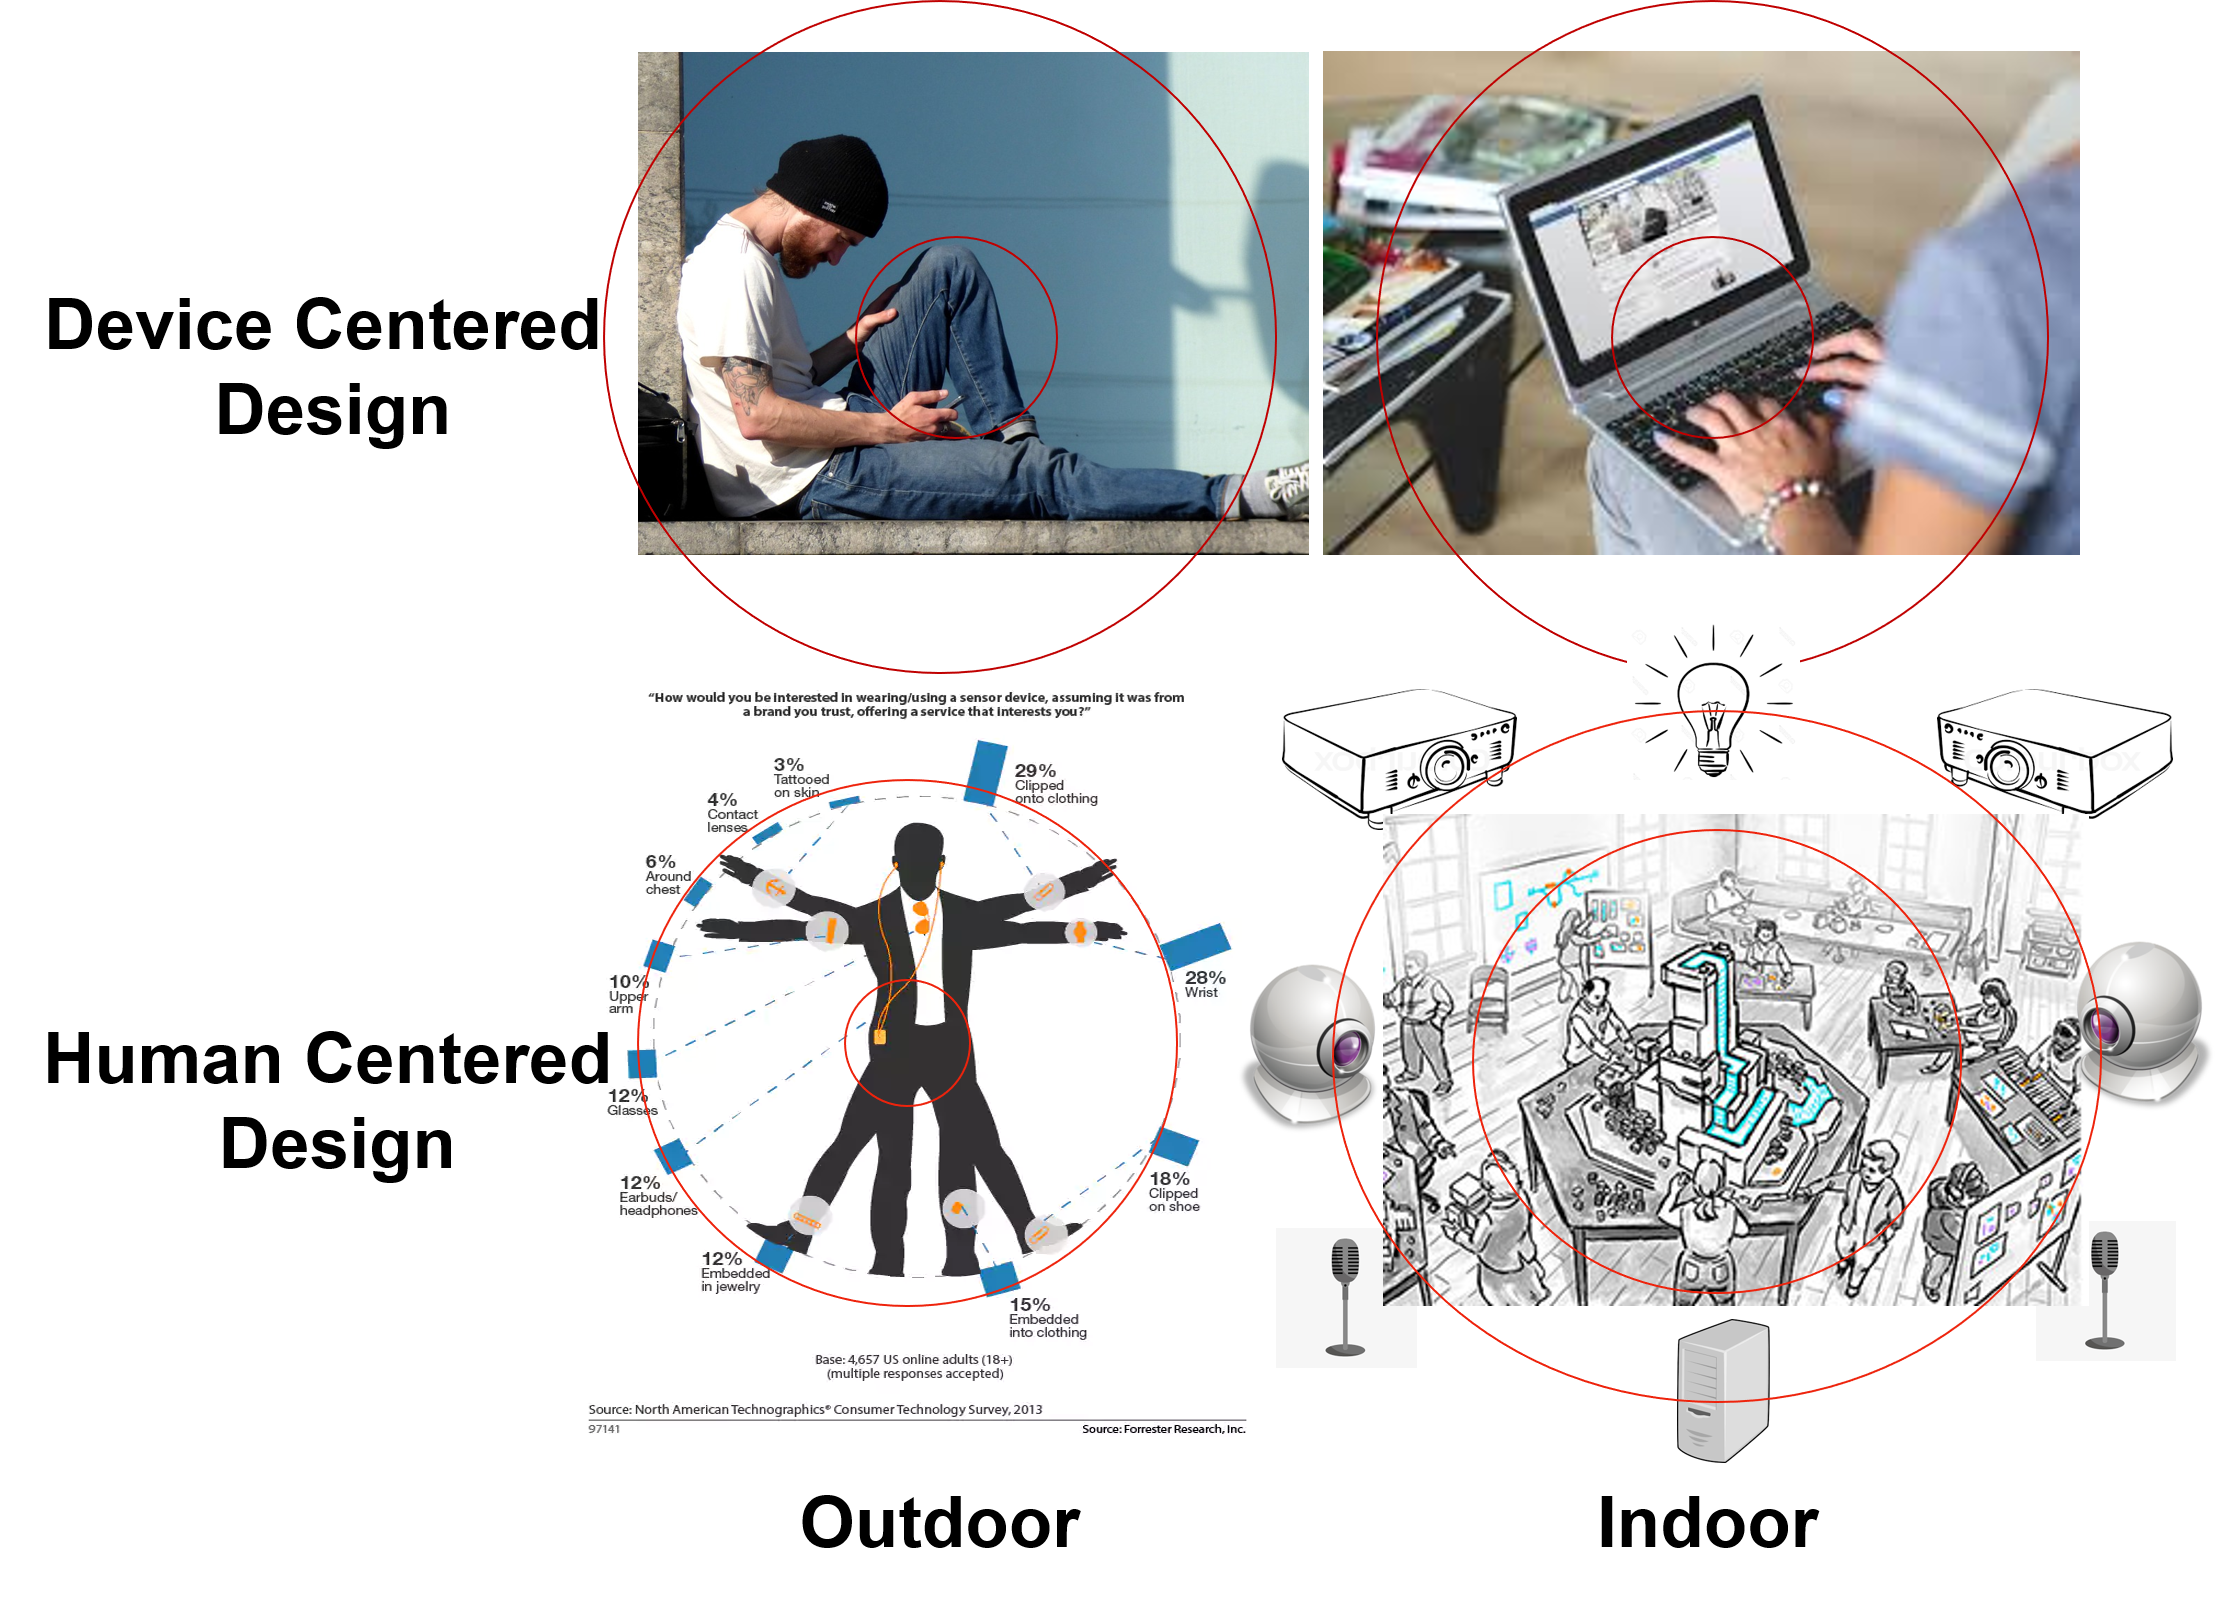 Device Centered
Design
“How would you be interested in wearing/using a sensor device, assuming it was from
a brand you trust, offering a service that interests you?”
3%
Tattooed
on skin
29%
Clipped
onto clothing
4%
Contact
lenses
6%
Around
chest
10%
Upper
arm
28%
Wrist
Human Centered
Design
12%
Glasses
12%
Earbuds/
headphones
18%
Clipped
on shoe
12%
Embedded
in jewelry
15%
Embedded
into clothing
Base: 4,657 US online adults (18+)
(multiple responses accepted)
Source: North American Technographics® Consumer Technology Survey, 2013
97141
Source: Forrester Research, Inc.
Outdoor
Indoor